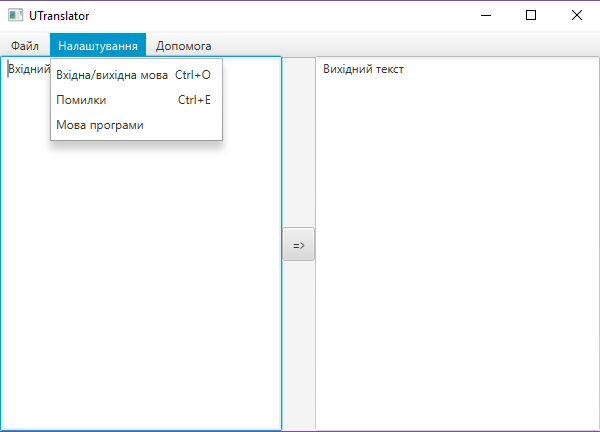 UTranslator
Файл Налаштування Допомога
Вхідний
Вхідна/вихідна мова Ctrl+O
Помилки Ctrl+E
Мова програми
Вихідний текст
=>